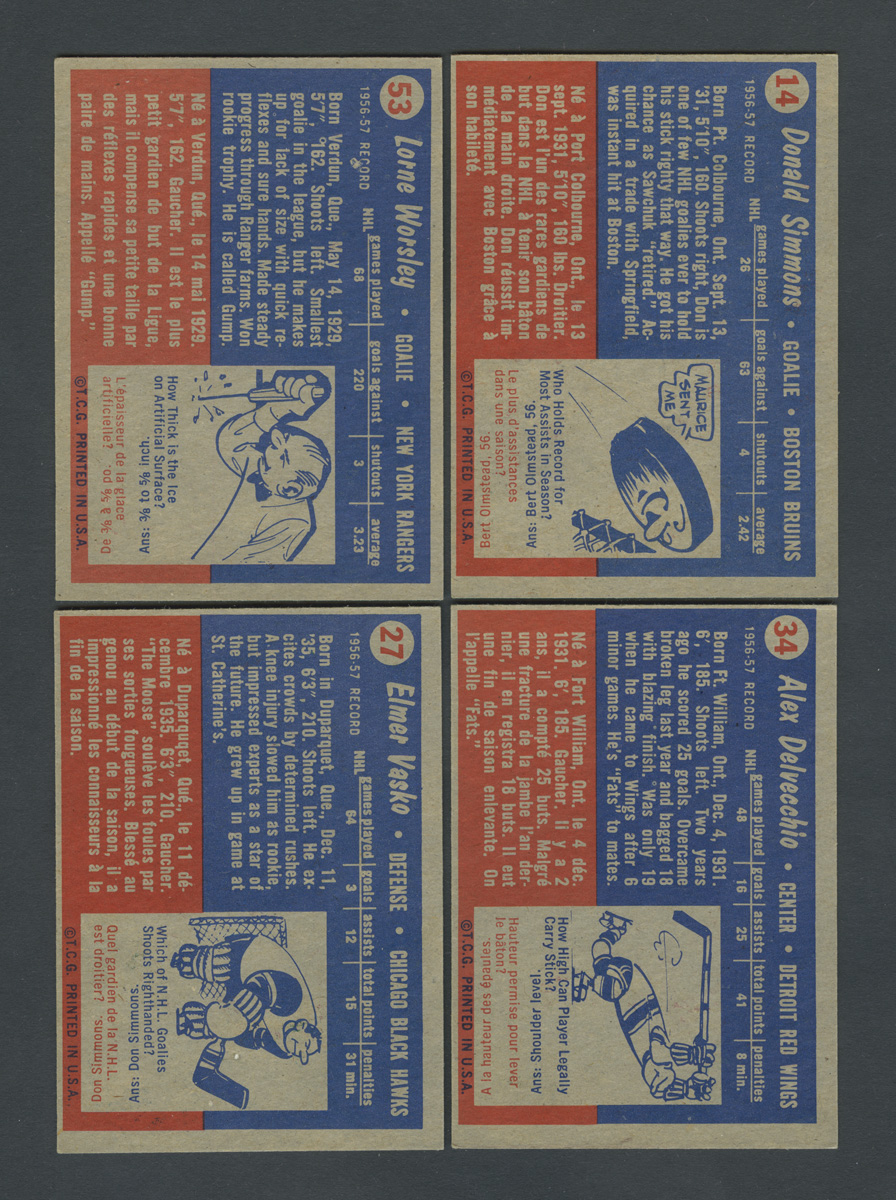 14 Donald Simmons • GOALIE • BOSTON BRUINS
1956-57 RECORD
games played goals against shutouts average
NHL 26 63 4 2.42
Born Pt. Colbourne, Ont. Sept. 13,
'31, 5'10", 160. Shoots right, Don is
one of few NHL goalies ever to hold
his stick righty that way. He got his
chance as Sawchuk "retired." Ac-
quired in a trade with Springfield,
was instant hit at Boston.
Né à Port Colbourne, Ont., le 13
sept. 1931, 5'10", 160 lbs. Droitier.
Don est l'un des rares gardiens de
but dans la NHL à tenir son bâton
de la main droite. Don réussit im-
médiatement avec Boston grâce à
son habileté.
MAURICE
SENT
ME
Who Holds Record for
Most Assists in Season?
Ans: Bert Olmstead, 56.
Le plus d'assistances
dans une saison?
Bert Olmstead, 56.
©T.C.G. PRINTED IN U.S.A.
34 Alex Delvecchio • CENTER • DETROIT RED WINGS
1956-57 RECORD
games played goals assists total points penalties
NHL 48 16 25 41 8 min.
Born Ft. William, Ont, Dec. 4, 1931.
6', 185. Shoots left. Two years
ago he scored 25 goals. Overcame
broken leg last year and bagged 18
with blazing finish. Was only 19
when he came to Wings after 6
minor games. He's "Fats" to mates.
Né à Fort William, Ont. le 4 déc.
1931. 6', 185. Gaucher. Il y a 2
ans, il a compté 25 buts. Malgré
une fracture de la jambe l'an der-
nier, il en registra 18 buts. Il eut
une fin de saison enlevante. On
l'appelle "Fats."
How High Can Player Legally
Carry Stick?
Ans: Shoulder level.
Hauteur permise pour lever
le bâton?
A la hauteur des épaules.
©T.C.G. PRINTED IN U.S.A.
53 Lorne Worsley • GOALIE • NEW YORK RANGERS
1956-57 RECORD
games played goals against shutouts average
NHL 68 220 3 3.23
Born Verdun, Que., May 14, 1929,
5'7", 162. Shoots left. Smallest
goalie in the league, but he makes
up for lack of size with quick re-
flexes and sure hands. Made steady
progress through Ranger farms. Won
rookie trophy. He is called Gump.
Né à Verdun, Qué., le 14 mai 1929.
5'7", 162. Gaucher. Il est le plus
petit gardien de but de la Ligue,
mais il compense sa petite taille par
des réflexes rapides et une bonne
paire de mains. Appellé "Gump."
How Thick is the Ice
on Artificial Surface?
Ans: ⅜ to ⅝ inch.
L'épaisseur de la glace
artificielle?
De ⅜ à ⅝ po.
©T.C.G. PRINTED IN U.S.A.
27 Elmer Vasko • DEFENSE • CHICAGO BLACK HAWKS
1956-57 RECORD
games played goals assists total points penalties
NHL 64 3 12 15 31 min.
Born in Duparquet, Que., Dec. 11,
'35, 6'3", 210. Shoots left. He ex-
cites crowds by determined rushes.
A knee injury slowed him as rookie,
but impressed experts as a star of
the future. He grew up in game at
St. Catherine's.
Né à Duparquet, Qué., le 11 dé-
cembre 1935. 6'3", 210, Gaucher.
"The Moose" soulève les foules par
ses sorties fougueuses. Blessé au
genou au début de la saison, il a
impressionné les connaisseurs à la
fin de la saison.
Which of N.H.L. Goalies
Shoots Righthanded?
Ans: Don Simmons.
Quel gardien de la N.H.L.
est droitier?
Don Simmons.
©T.C.G. PRINTED IN U.S.A.